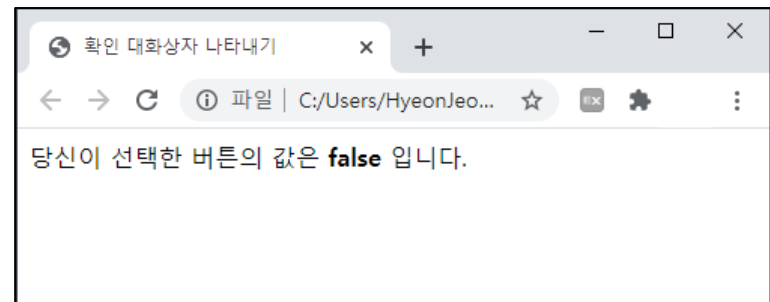 확인 대화상자 나타내기
파일 | C:/Users/HyeonJeo...
EX
당신이 선택한 버튼의 값은 false 입니다.